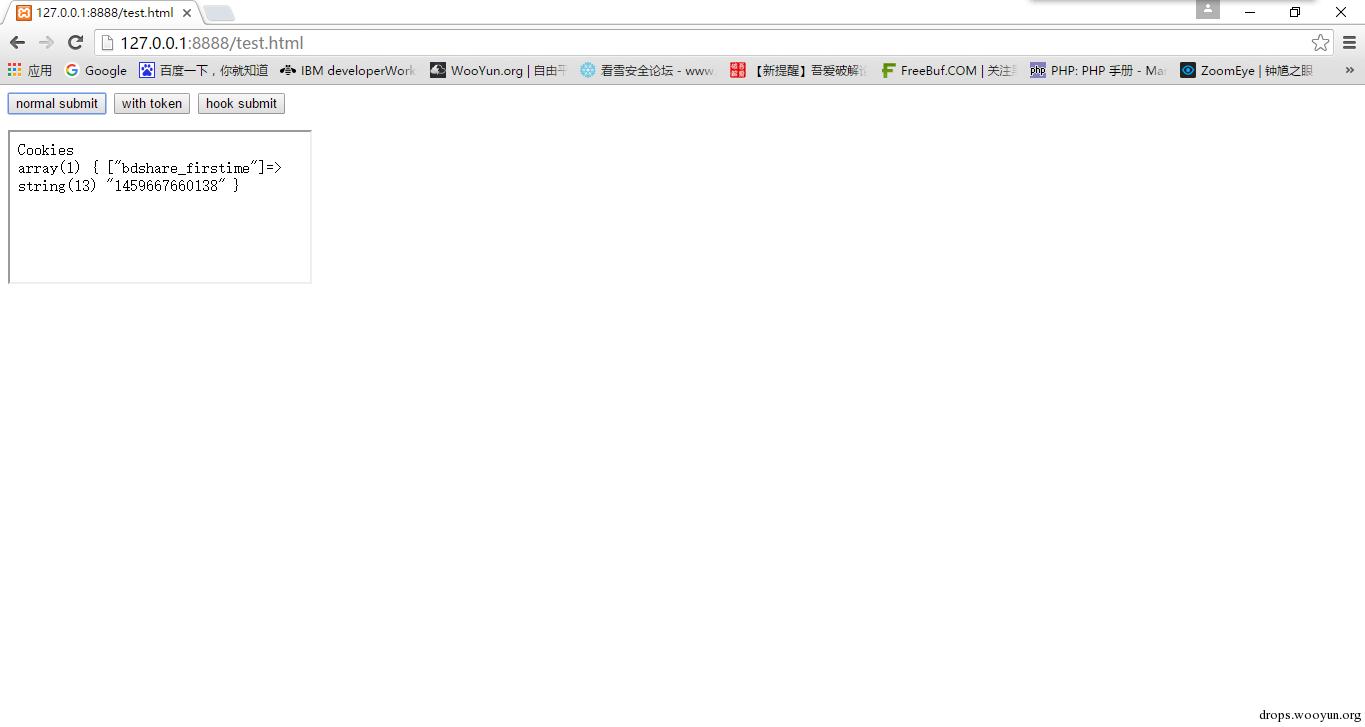 127.0.0.1:8888/test.html
127.0.0.1:8888/test.html
应用 Google 百度一下，你就知道 IBM developerWork WooYun.org | 自由平 看雪安全论坛 - www. 【新提醒】吾爱破解论 FreeBuf.COM | 关注黑 php PHP: PHP 手册 - Ma ZoomEye | 钟馗之眼 »
normal submit with token hook submit
Cookies
array(1) { ["bdshare_firstime"]=>
string(13) "1459667660138" }
drops.wooyun.org